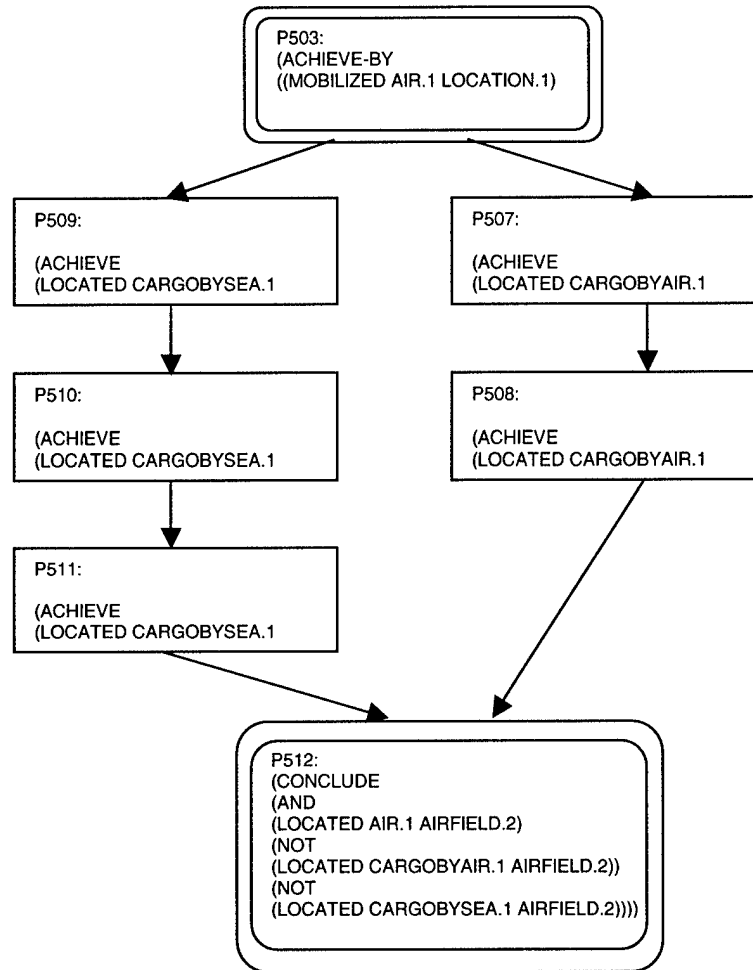 P503:
(ACHIEVE-BY
((MOBILIZED AIR.1 LOCATION.1)
P509:
(ACHIEVE
(LOCATED CARGOBYSEA.1
P507:
(ACHIEVE
(LOCATED CARGOBYAIR.1
P510:
(ACHIEVE
(LOCATED CARGOBYSEA.1
P508:
(ACHIEVE
(LOCATED CARGOBYAIR.1
P511:
(ACHIEVE
(LOCATED CARGOBYSEA.1
P512:
(CONCLUDE
(AND
(LOCATED AIR.1 AIRFIELD.2)
(NOT
(LOCATED CARGOBYAIR.1 AIRFIELD.2))
(NOT
(LOCATED CARGOBYSEA.1 AIRFIELD.2))))